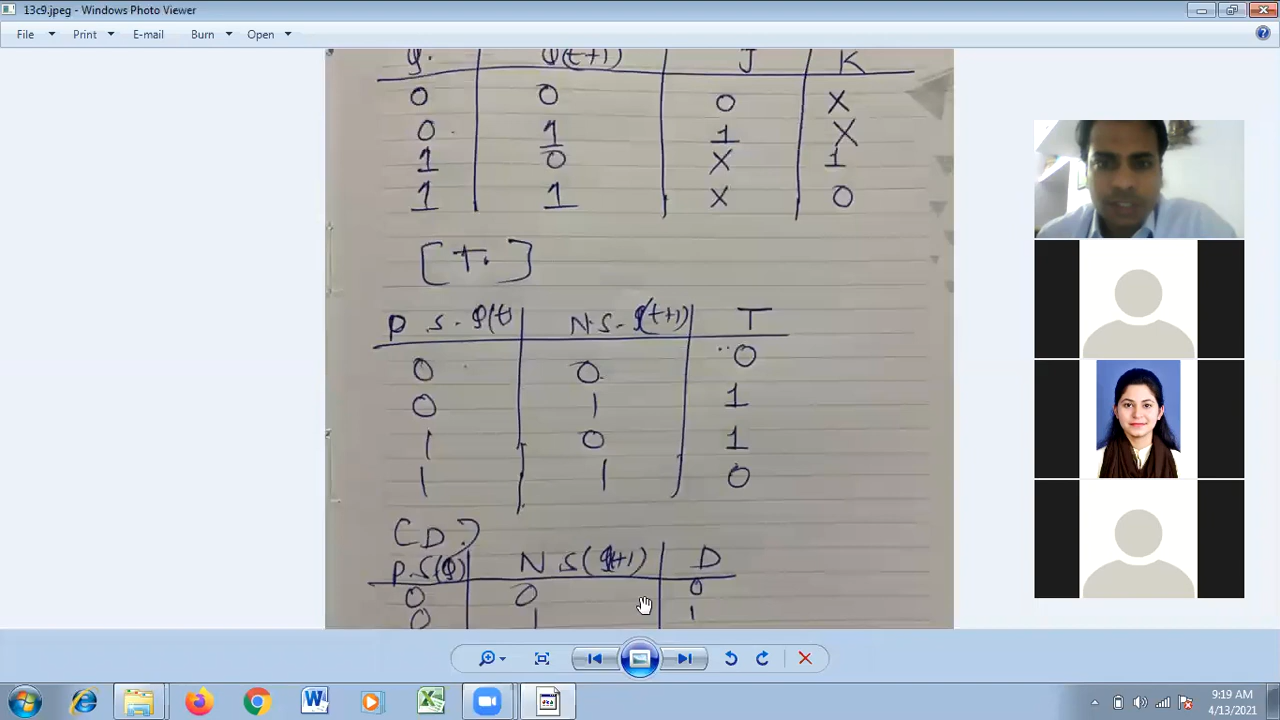 13c9.jpeg - Windows Photo Viewer
File Print E-mail Burn Open
Q(t+1) J K
0 0 0 X
0 1 1 X
1 0 X 1
1 1 X 0
[T.]
P S. Q(t) N S. Q(t+1) T
0 0 0
0 1 1
1 0 1
1 1 0
(D.)
P.S(Q) N S(Q(t+1) D
0 0 0
0 1 1
9:19 AM
4/13/2021